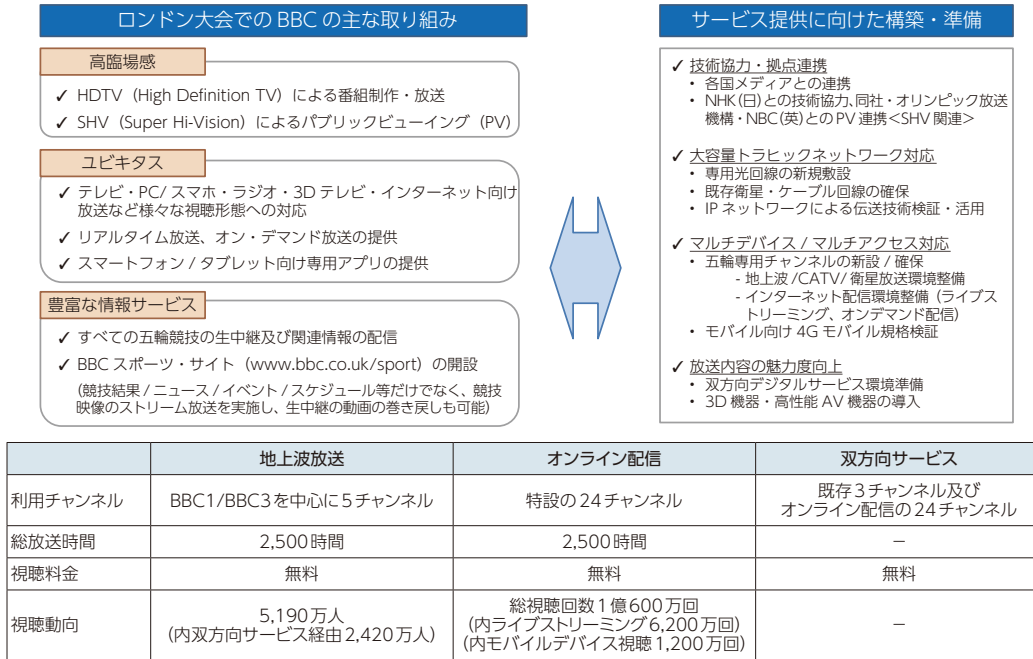 ロンドン大会での BBC の主な取り組み
高臨場感
✓ HDTV（High Definition TV）による番組制作・放送
✓ SHV（Super Hi-Vision）によるパブリックビューイング（PV）
ユビキタス
✓ テレビ・PC/ スマホ・ラジオ・3D テレビ・インターネット向け
放送など様々な視聴形態への対応
✓ リアルタイム放送、オン・デマンド放送の提供
✓ スマートフォン / タブレット向け専用アプリの提供
豊富な情報サービス
✓ すべての五輪競技の生中継及び関連情報の配信
✓ BBC スポーツ・サイト（www.bbc.co.uk/sport）の開設
（競技結果 / ニュース / イベント / スケジュール等だけでなく、競技
映像のストリーム放送を実施し、生中継の動画の巻き戻しも可能）
サービス提供に向けた構築・準備
✓ 技術協力・拠点連携
• 各国メディアとの連携
• NHK（日）との技術協力、同社・オリンピック放送
機構・NBC（英）との PV 連携＜SHV 関連＞
✓ 大容量トラヒックネットワーク対応
• 専用光回線の新規敷設
• 既存衛星・ケーブル回線の確保
• IP ネットワークによる伝送技術検証・活用
✓ マルチデバイス / マルチアクセス対応
• 五輪専用チャンネルの新設 / 確保
- 地上波 /CATV/ 衛星放送環境整備
- インターネット配信環境整備（ライブス
トリーミング、オンデマンド配信）
• モバイル向け 4G モバイル規格検証
✓ 放送内容の魅力度向上
• 双方向デジタルサービス環境準備
• 3D 機器・高性能 AV 機器の導入
地上波放送 オンライン配信 双方向サービス
利用チャンネル BBC1/BBC3を中心に5チャンネル 特設の24チャンネル 既存3チャンネル及び
オンライン配信の24チャンネル
総放送時間 2,500時間 2,500時間 −
視聴料金 無料 無料 無料
視聴動向 5,190万人
（内双方向サービス経由2,420万人） 総視聴回数1億600万回
（内ライブストリーミング6,200万回）
（内モバイルデバイス視聴1,200万回） −